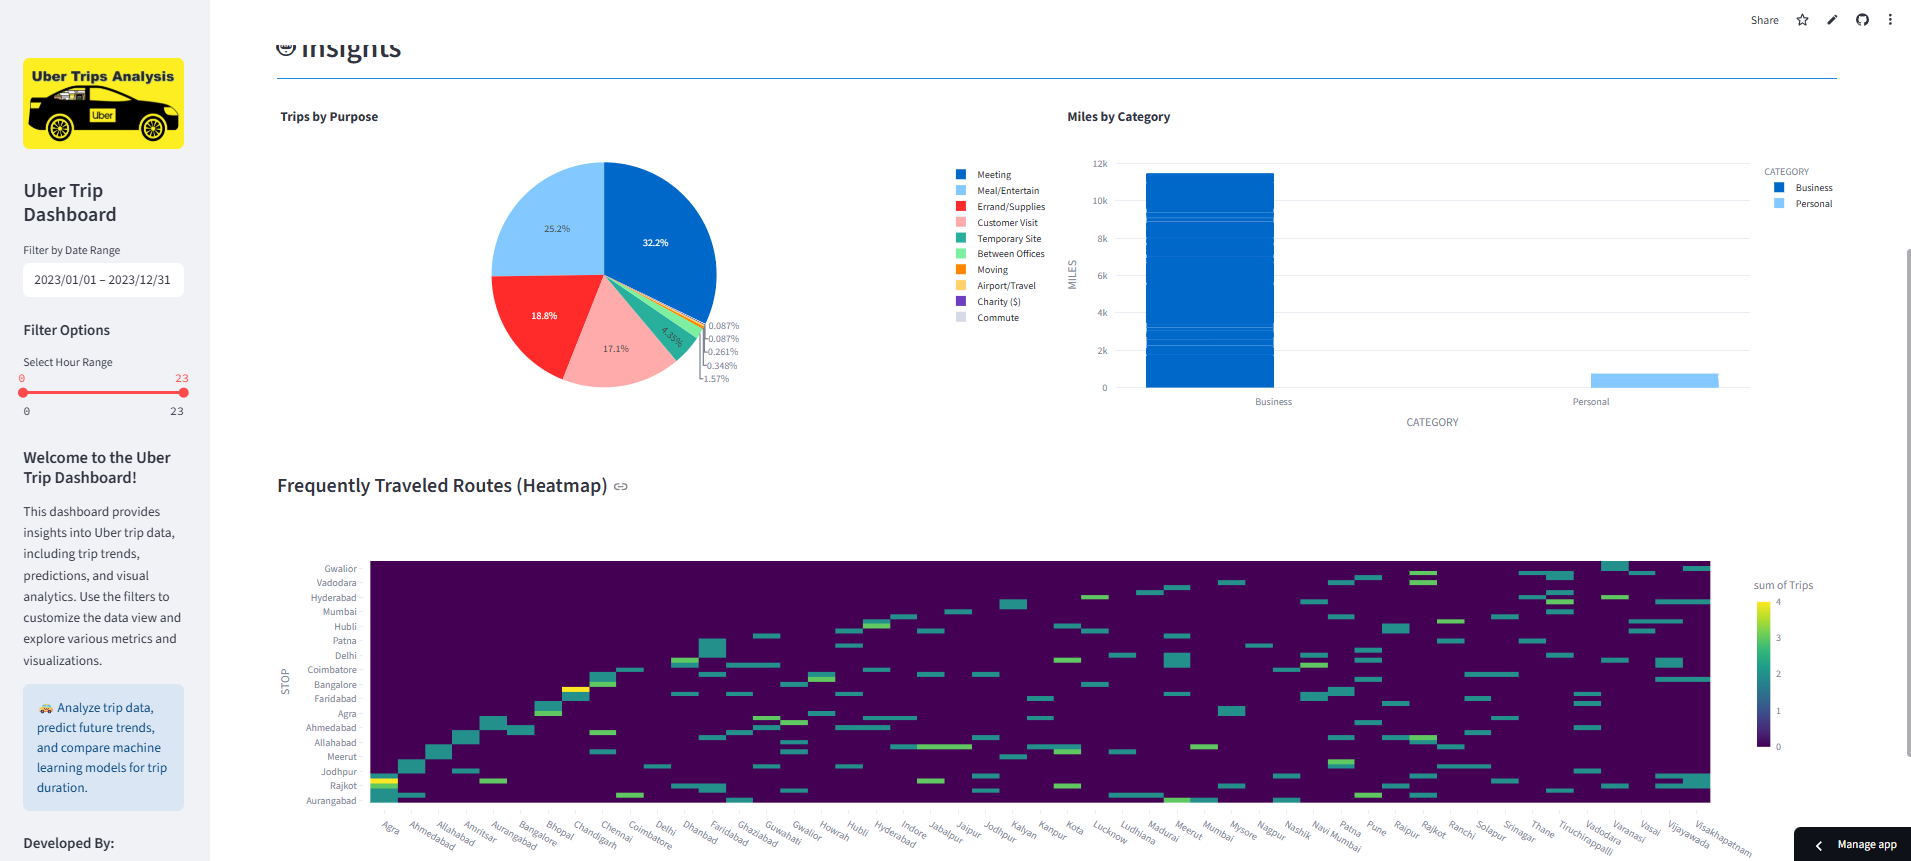 Share
Insights
Uber Trips Analysis
Uber
Uber Trip
Dashboard
Filter by Date Range
2023/01/01 – 2023/12/31
Filter Options
Select Hour Range
0 23
0 23
Welcome to the Uber
Trip Dashboard!
This dashboard provides
insights into Uber trip data,
including trip trends,
predictions, and visual
analytics. Use the filters to
customize the data view and
explore various metrics and
visualizations.
🚕 Analyze trip data,
predict future trends,
and compare machine
learning models for trip
duration.
Developed By:
Trips by Purpose
32.2%
25.2%
18.8%
17.1%
4.35%
0.087%
0.087%
0.261%
0.348%
1.57%
Meeting
Meal/Entertain
Errand/Supplies
Customer Visit
Temporary Site
Between Offices
Moving
Airport/Travel
Charity ($)
Commute
Miles by Category
12k
10k
8k
6k
4k
2k
0
MILES
Business
Personal
CATEGORY
CATEGORY
Business
Personal
Frequently Traveled Routes (Heatmap)
Gwalior
Vadodara
Hyderabad
Mumbai
Hubli
Patna
Delhi
Coimbatore
Bangalore
Faridabad
Agra
Ahmedabad
Allahabad
Meerut
Jodhpur
Rajkot
Aurangabad
STOP
Agra
Ahmedabad
Allahabad
Amritsar
Aurangabad
Bangalore
Bhopal
Chandigarh
Chennai
Coimbatore
Delhi
Dhanbad
Faridabad
Ghaziabad
Guwahati
Gwalior
Howrah
Hubli
Hyderabad
Indore
Jabalpur
Jaipur
Jodhpur
Kalyan
Kanpur
Kota
Lucknow
Ludhiana
Madurai
Meerut
Mumbai
Mysore
Nagpur
Nashik
Navi Mumbai
Patna
Pune
Raipur
Rajkot
Ranchi
Solapur
Srinagar
Thane
Tiruchirappalli
Vadodara
Varanasi
Vasai
Vijayawada
Visakhapatnam
sum of Trips
4
3
2
1
0
Manage app